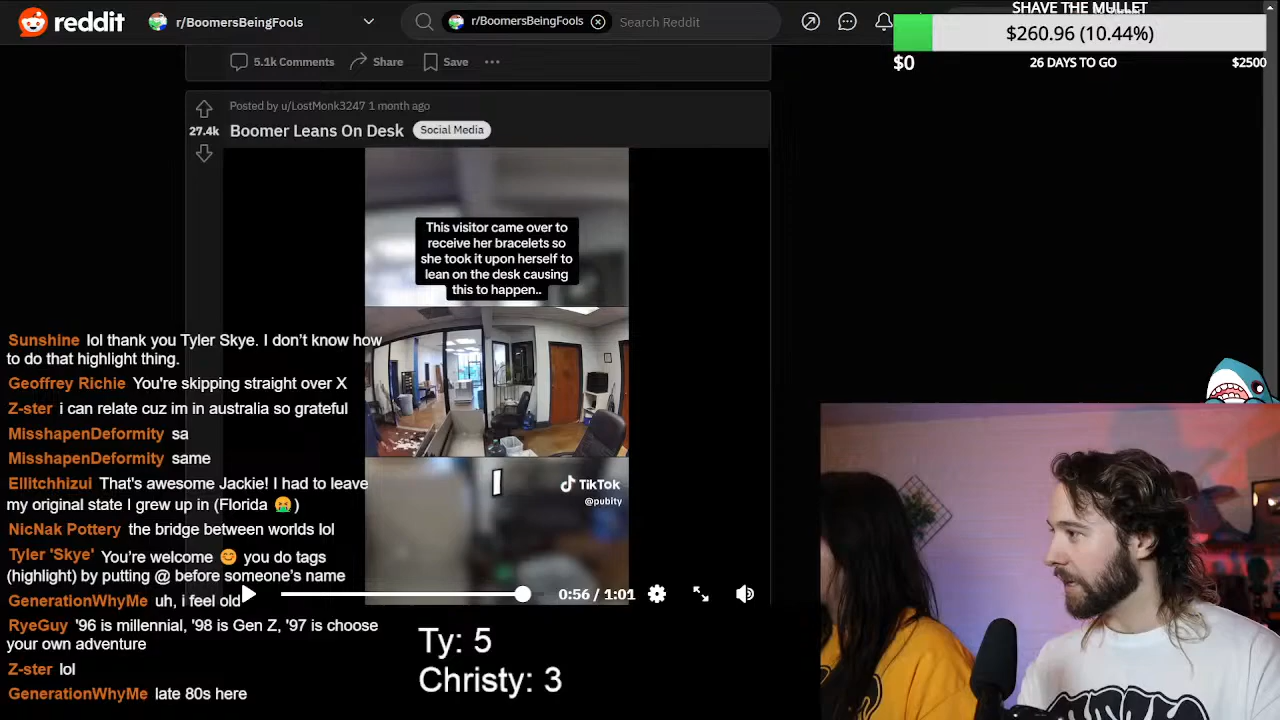 reddit
r/BoomersBeingFools
r/BoomersBeingFools
Search Reddit
SHAVE THE MULLET
$260.96 (10.44%)
$0
26 DAYS TO GO
$2500
5.1k Comments
Share
Save
Posted by u/LostMonk3247 1 month ago
27.4k
Boomer Leans On Desk
Social Media
This visitor came over to
receive her bracelets so
she took it upon herself to
lean on the desk causing
this to happen..
I
TikTok
@pubity
0:56 / 1:01
Sunshine lol thank you Tyler Skye. I don't know how
to do that highlight thing.
Geoffrey Richie You're skipping straight over X
Z-ster i can relate cuz im in australia so grateful
MisshapenDeformity sa
MisshapenDeformity same
Ellitchhizui That's awesome Jackie! I had to leave
my original state I grew up in (Florida 🤮)
NicNak Pottery the bridge between worlds lol
Tyler 'Skye' You're welcome 😊 you do tags
(highlight) by putting @ before someone's name
GenerationWhyMe uh, i feel old
RyeGuy '96 is millennial, '98 is Gen Z, '97 is choose
your own adventure
Z-ster lol
GenerationWhyMe late 80s here
Ty: 5
Christy: 3